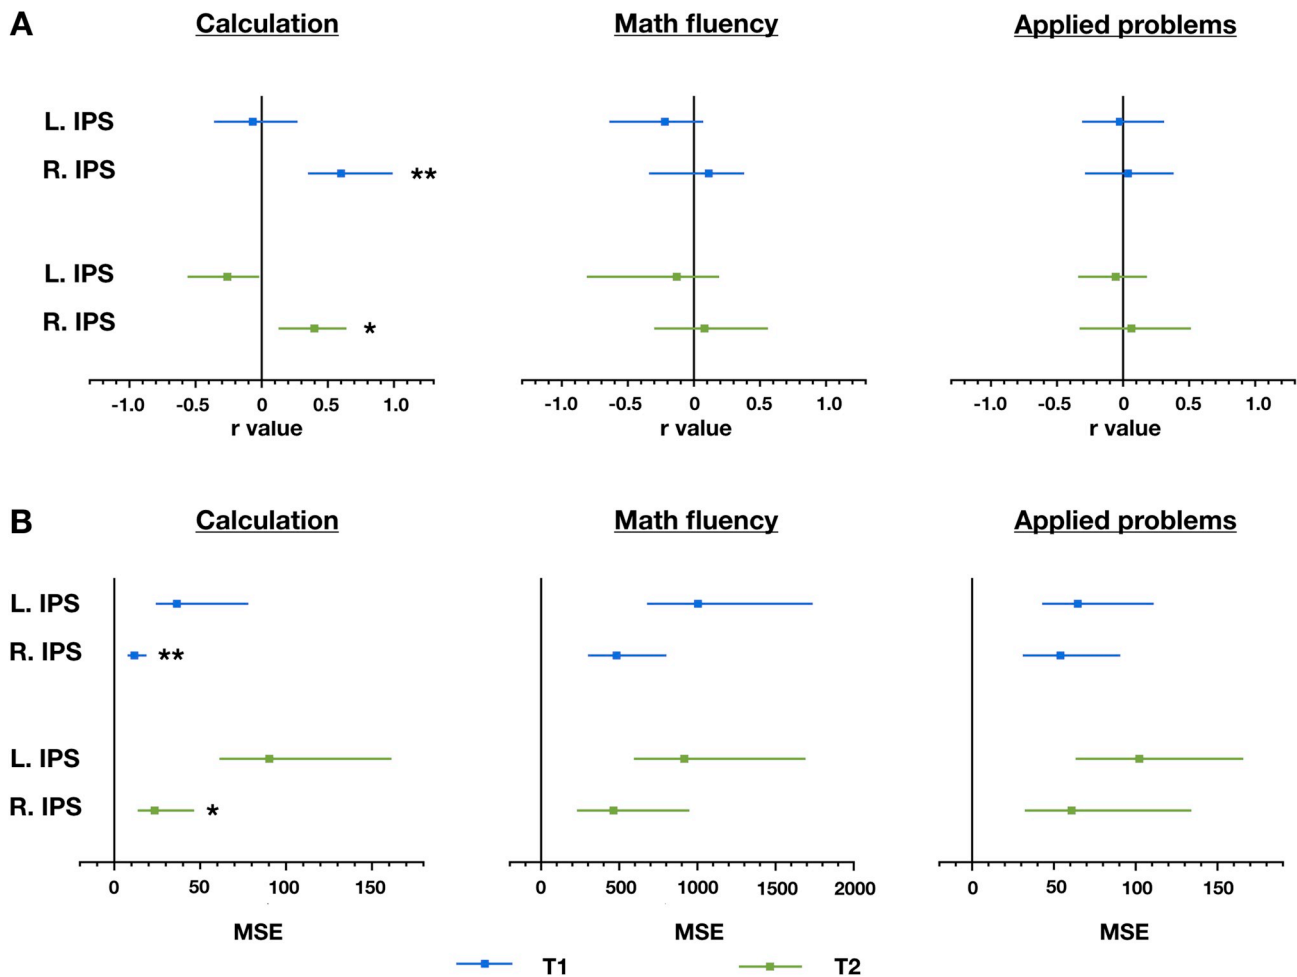 A
Calculation Math fluency Applied problems
L. IPS
R. IPS **
L. IPS
R. IPS *
-1.0 -0.5 0 0.5 1.0 -1.0 -0.5 0 0.5 1.0 -1.0 -0.5 0 0.5 1.0
r value r value r value
B
Calculation Math fluency Applied problems
L. IPS
R. IPS **
L. IPS
R. IPS *
0 50 100 150 0 500 1000 1500 2000 0 50 100 150
MSE MSE MSE
T1 T2